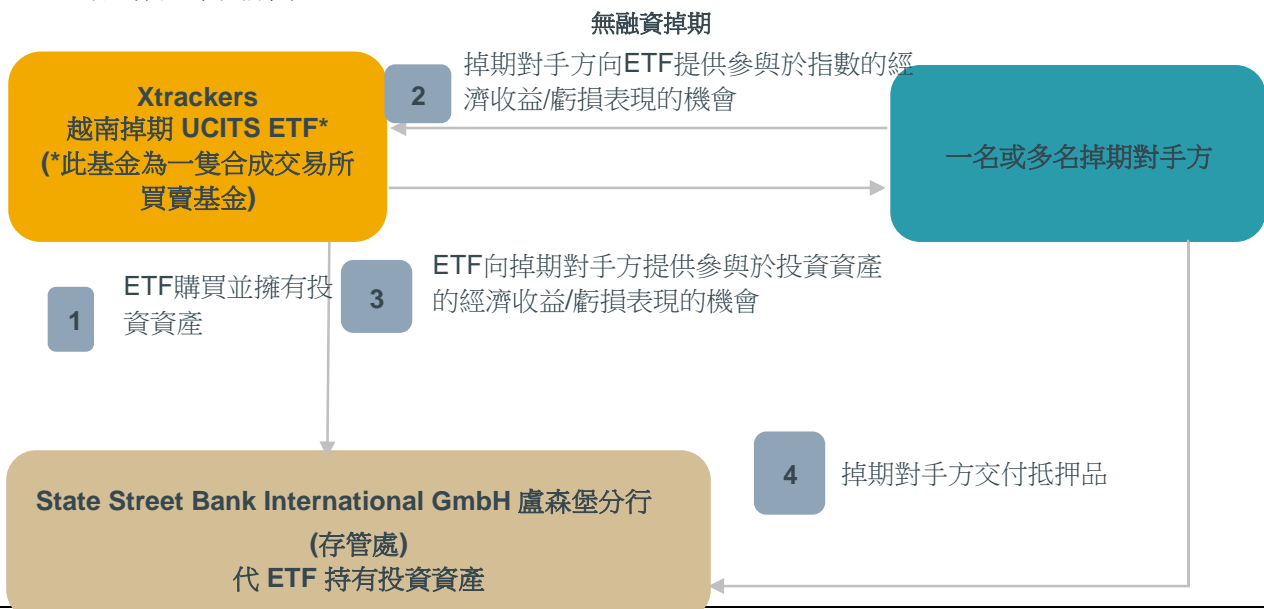 無融資掉期
Xtrackers
越南掉期 UCITS ETF*
(*此基金為一隻合成交易所
買賣基金)
2
掉期對手方向ETF提供參與於指數的經
濟收益/虧損表現的機會
一名或多名掉期對手方
1
ETF購買並擁有投
資資產
3
ETF向掉期對手方提供參與於投資資產
的經濟收益/虧損表現的機會
4
掉期對手方交付抵押品
State Street Bank International GmbH 盧森堡分行
(存管處)
代 ETF 持有投資資產